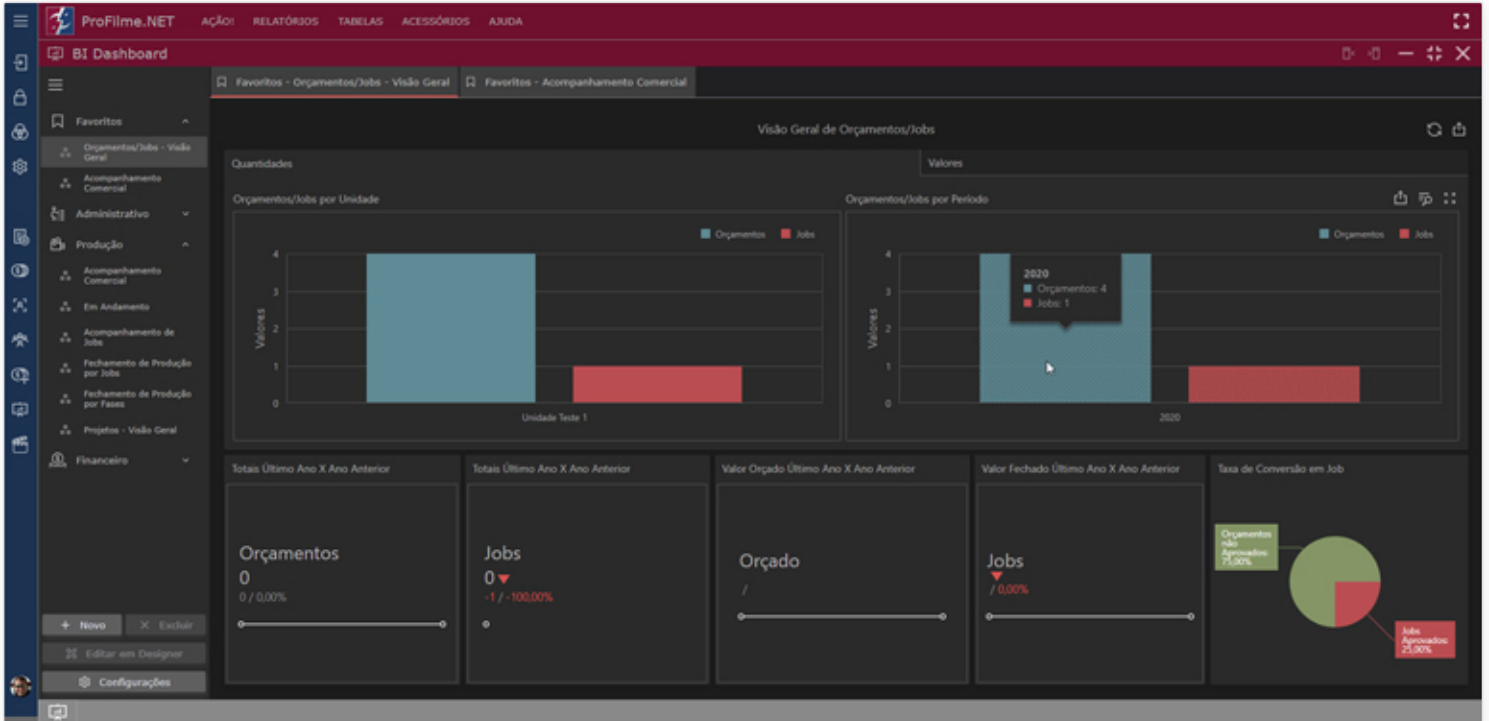 ProFilme.NET AÇÃO! RELATÓRIOS TABELAS ACESSÓRIOS AJUDA
BI Dashboard
Favoritos - Orçamentos/Jobs - Visão Geral
Favoritos - Acompanhamento Comercial
Favoritos
Orçamentos/Jobs - Visão
Geral
Acompanhamento
Comercial
Administrativo
Produção
Acompanhamento
Comercial
Em Andamento
Acompanhamento de
Jobs
Fechamento de Produção
por Jobs
Fechamento de Produção
por Fases
Projetos - Visão Geral
Financeiro
+ Novo
Excluir
Editar em Designer
Configurações
Visão Geral de Orçamentos/Jobs
Quantidades
Valores
Orçamentos/Jobs por Unidade
Orçamentos Jobs
Valores
4
3
2
1
0
Unidade Teste 1
Orçamentos/Jobs por Período
Orçamentos Jobs
Valores
4
3
2
1
0
2020
Orçamentos: 4
Jobs: 1
2020
Totais Último Ano X Ano Anterior
Orçamentos
0
0 / 0,00%
Totais Último Ano X Ano Anterior
Jobs
0
-1 / -100,00%
Valor Orçado Último Ano X Ano Anterior
Orçado
/
Valor Fechado Último Ano X Ano Anterior
Jobs
/ 0,00%
Taxa de Conversão em Job
Orçamentos
não
Aprovados:
75,00%
Jobs
Aprovados:
25,00%